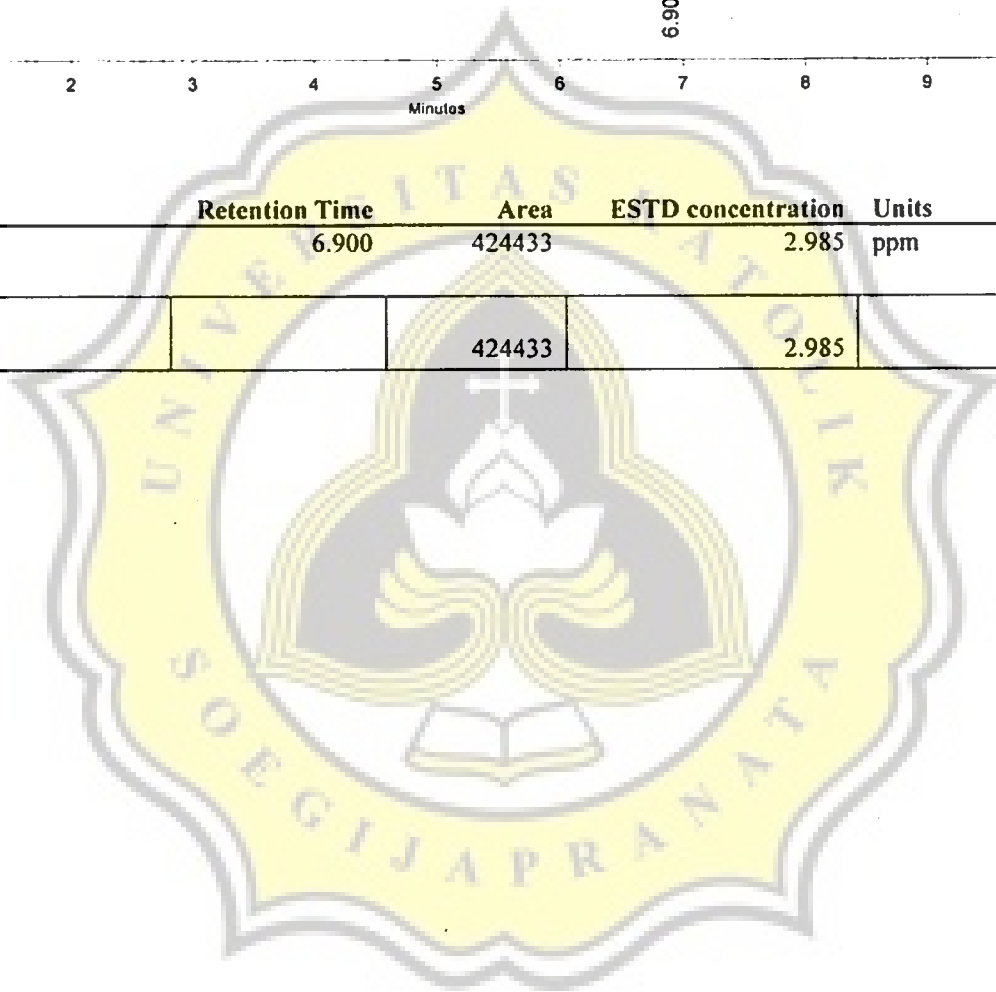 6.90
2 3 4 5 6 7 8 9
Minutes
Retention Time Area ESTD concentration Units
6.900 424433 2.985 ppm
424433 2.985
UNIVERSITAS KATOLIK
SOEGIJAPRANATA